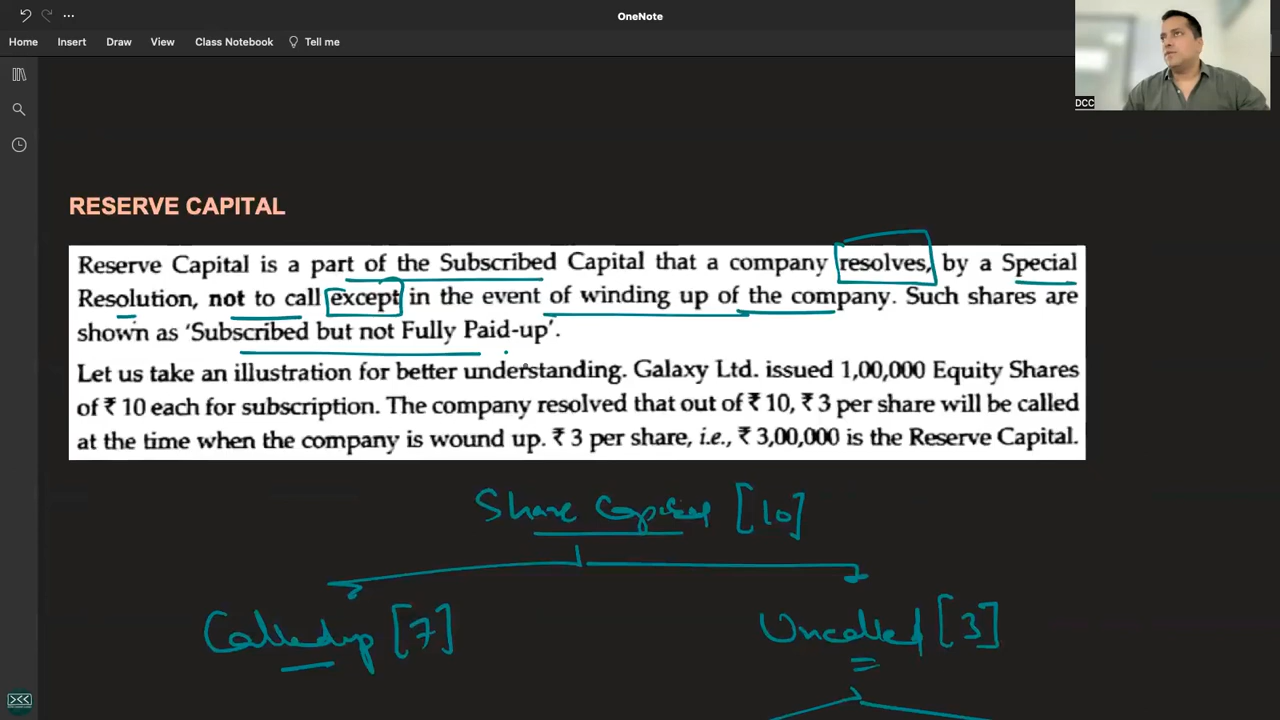 OneNote
Home Insert Draw View Class Notebook Tell me
DCC
RESERVE CAPITAL
Reserve Capital is a part of the Subscribed Capital that a company resolves, by a Special
Resolution, not to call except in the event of winding up of the company. Such shares are
shown as ‘Subscribed but not Fully Paid-up’.
Let us take an illustration for better understanding. Galaxy Ltd. issued 1,00,000 Equity Shares
of ₹ 10 each for subscription. The company resolved that out of ₹ 10, ₹ 3 per share will be called
at the time when the company is wound up. ₹ 3 per share, i.e., ₹ 3,00,000 is the Reserve Capital.
Share Capital [10]
Calledup [7] Uncalled [3]